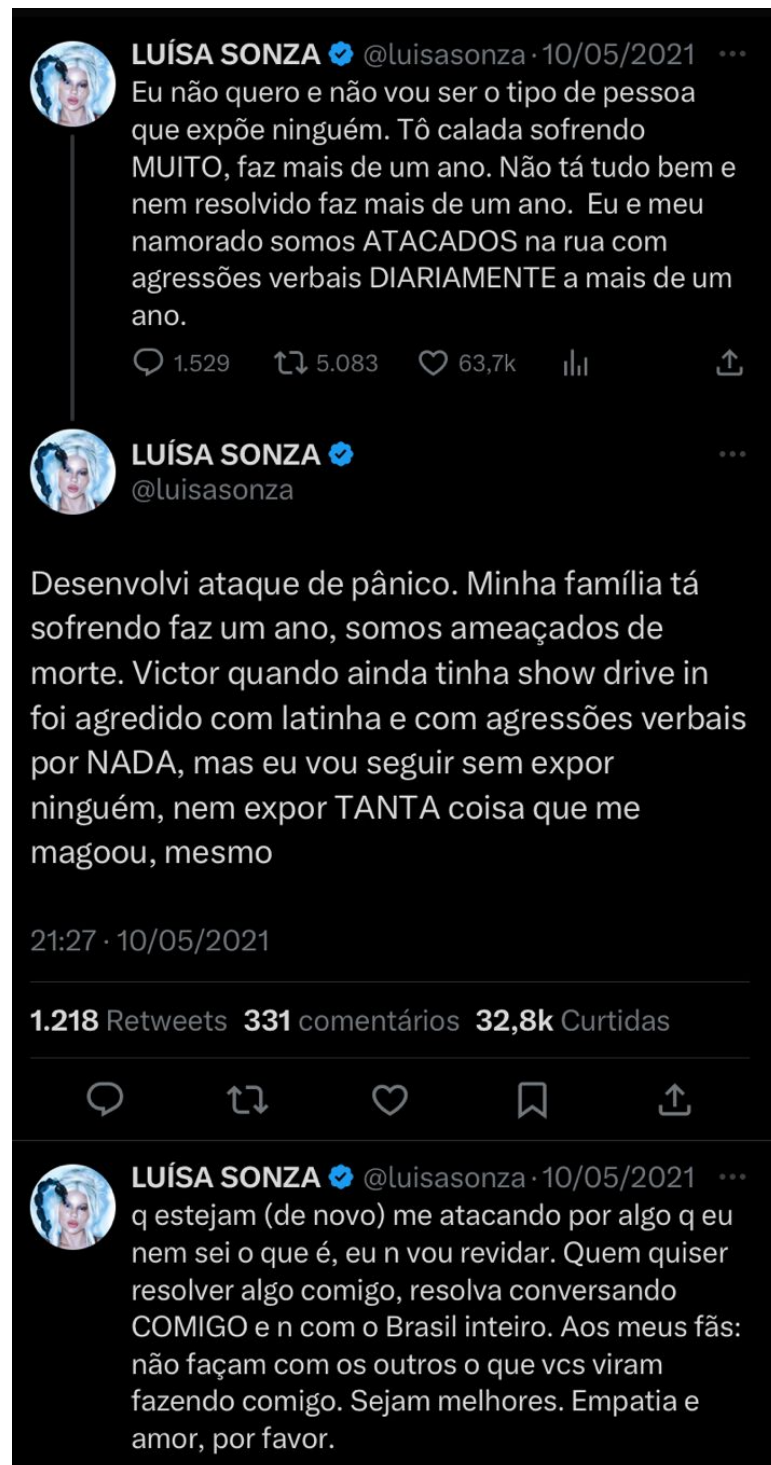 LUÍSA SONZA @luisasonza · 10/05/2021
Eu não quero e não vou ser o tipo de pessoa
que expõe ninguém. Tô calada sofrendo
MUITO, faz mais de um ano. Não tá tudo bem e
nem resolvido faz mais de um ano.  Eu e meu
namorado somos ATACADOS na rua com
agressões verbais DIARIAMENTE a mais de um
ano.
1.529 5.083 63,7k
LUÍSA SONZA
@luisasonza
Desenvolvi ataque de pânico. Minha família tá
sofrendo faz um ano, somos ameaçados de
morte. Victor quando ainda tinha show drive in
foi agredido com latinha e com agressões verbais
por NADA, mas eu vou seguir sem expor
ninguém, nem expor TANTA coisa que me
magoou, mesmo
21:27 · 10/05/2021
1.218 Retweets 331 comentários 32,8k Curtidas
LUÍSA SONZA @luisasonza · 10/05/2021
q estejam (de novo) me atacando por algo q eu
nem sei o que é, eu n vou revidar. Quem quiser
resolver algo comigo, resolva conversando
COMIGO e n com o Brasil inteiro. Aos meus fãs:
não façam com os outros o que vcs viram
fazendo comigo. Sejam melhores. Empatia e
amor, por favor.